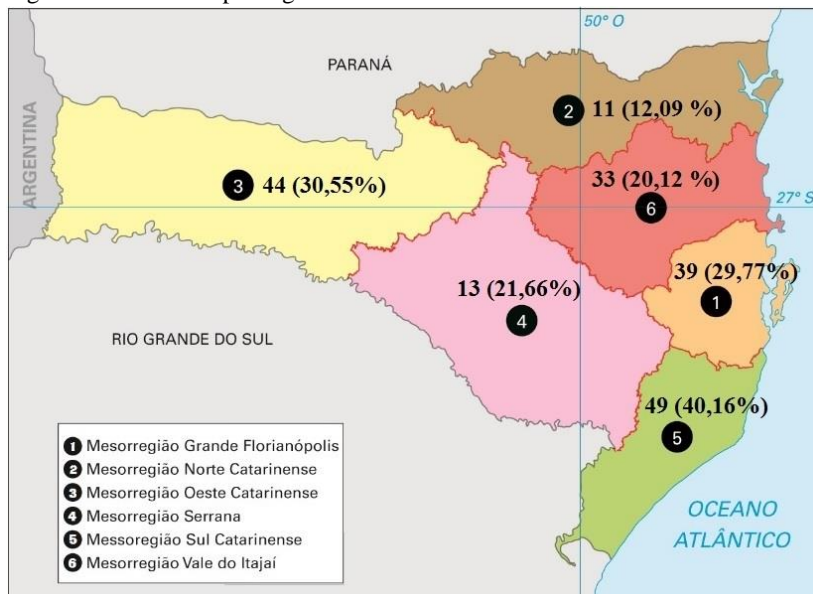 50° O
PARANÁ
ARGENTINA
2
11 (12,09 %)
3
44 (30,55%)
33 (20,12 %)
6
27° S
39 (29,77%)
1
13 (21,66%)
4
RIO GRANDE DO SUL
49 (40,16%)
5
1 Mesorregião Grande Florianópolis
2 Mesorregião Norte Catarinense
3 Mesorregião Oeste Catarinense
4 Mesorregião Serrana
5 Messoregião Sul Catarinense
6 Mesorregião Vale do Itajaí
OCEANO
ATLÂNTICO